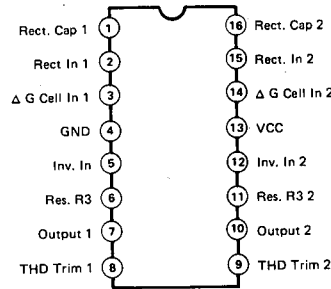 Rect. Cap 1 1 16 Rect. Cap 2
Rect In 1 2 15 Rect. In 2
Δ G Cell In 1 3 14 Δ G Cell In 2
GND 4 13 VCC
Inv. In 5 12 Inv. In 2
Res. R3 6 11 Res. R3 2
Output 1 7 10 Output 2
THD Trim 1 8 9 THD Trim 2